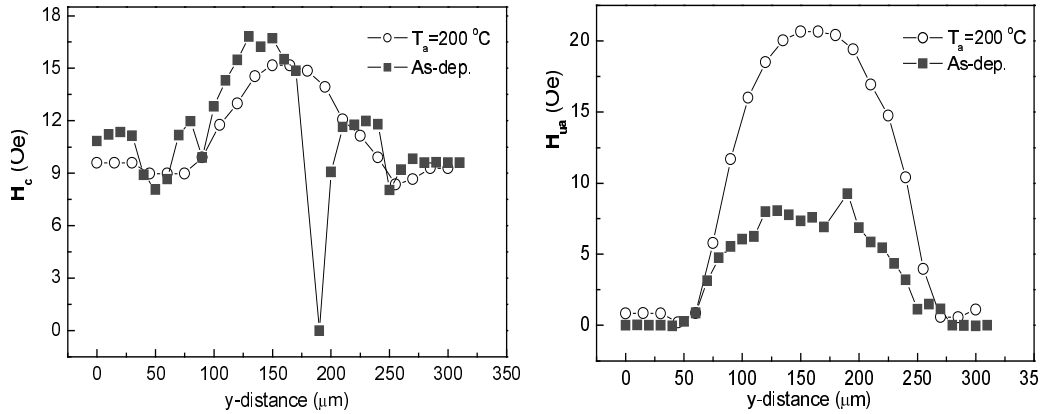 18
15
12
9
6
3
0
H_c (Oe)
T_a=200 °C
As-dep.
0 50 100 150 200 250 300 350
y-distance (μm)
20
15
10
5
0
H_ua (Oe)
T_a=200 °C
As-dep.
0 50 100 150 200 250 300 35
y-distance (μm)